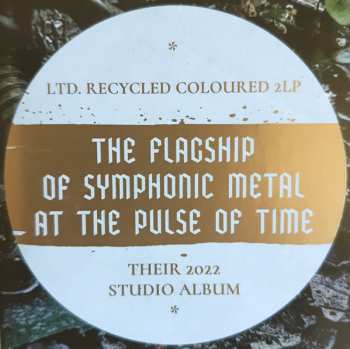 *
LTD. RECYCLED COLOURED 2LP
THE FLAGSHIP
OF SYMPHONIC METAL
AT THE PULSE OF TIME
THEIR 2022
STUDIO ALBUM
*